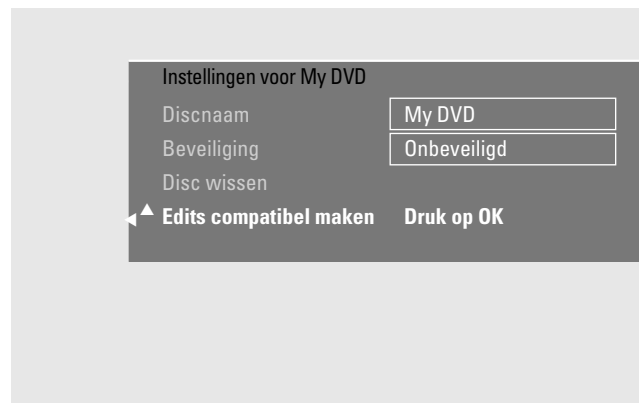 Instellingen voor My DVD
Discnaam My DVD
Beveiliging Onbeveiligd
Disc wissen
Edits compatibel maken Druk op OK